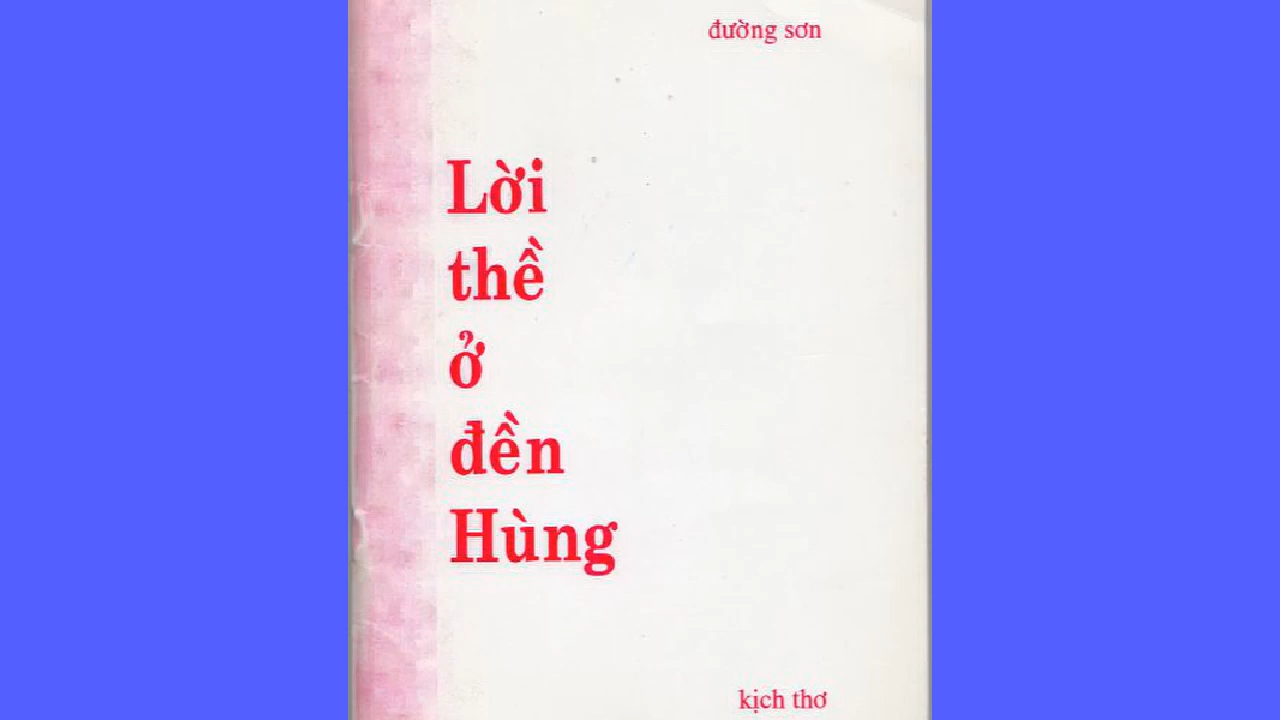 đường sơn
Lời
thề
ở
đền
Hùng
kịch thơ